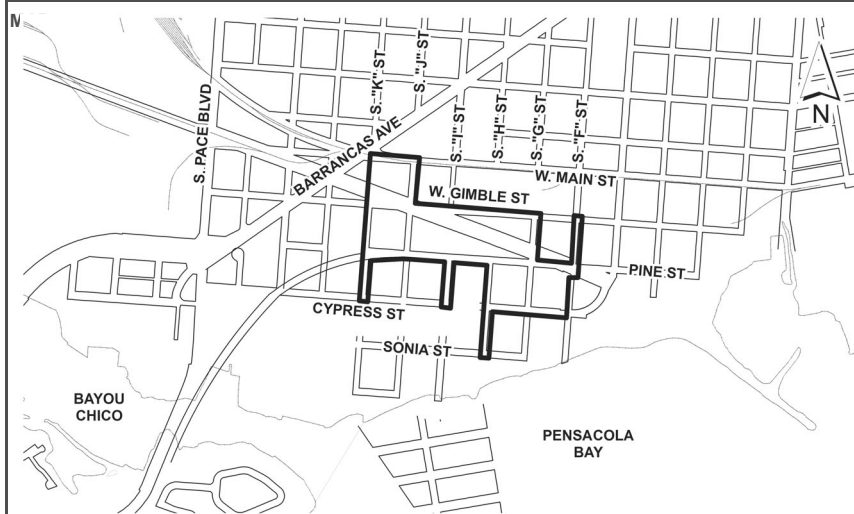 S. PACE BLVD
BARRANCAS AVE
S. "K" ST
S. "J" ST
S. "I" ST
S. "H" ST
S. "G" ST
S. "F" ST
N
W. MAIN ST
W. GIMBLE ST
PINE ST
CYPRESS ST
SONIA ST
BAYOU
CHICO
PENSACOLA
BAY